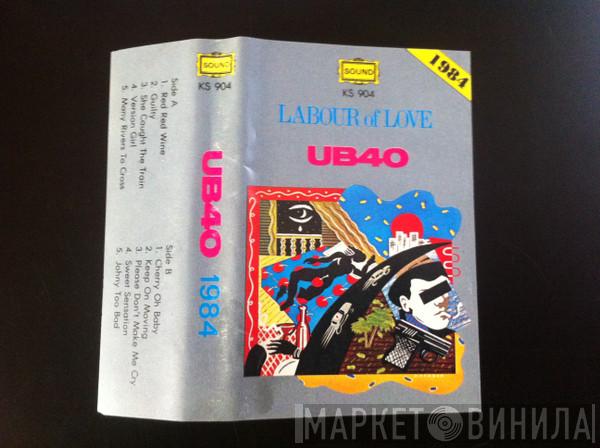 Side A
1. Red Red Wine
2. Guilty
3. She Caught The Train
4. Version Girl
5. Many Rivers To Cross
Side B
1. Cherry Oh Baby
2. Keep On Moving
3. Please Don't Make Me Cry
4. Sweet Sensation
5. Johny Too Bad
SOUND
KS 904
UB40 1984
SOUND
KS 904
1984
LABOUR of LOVE
UB40
МАРКЕТ ВИНИЛА